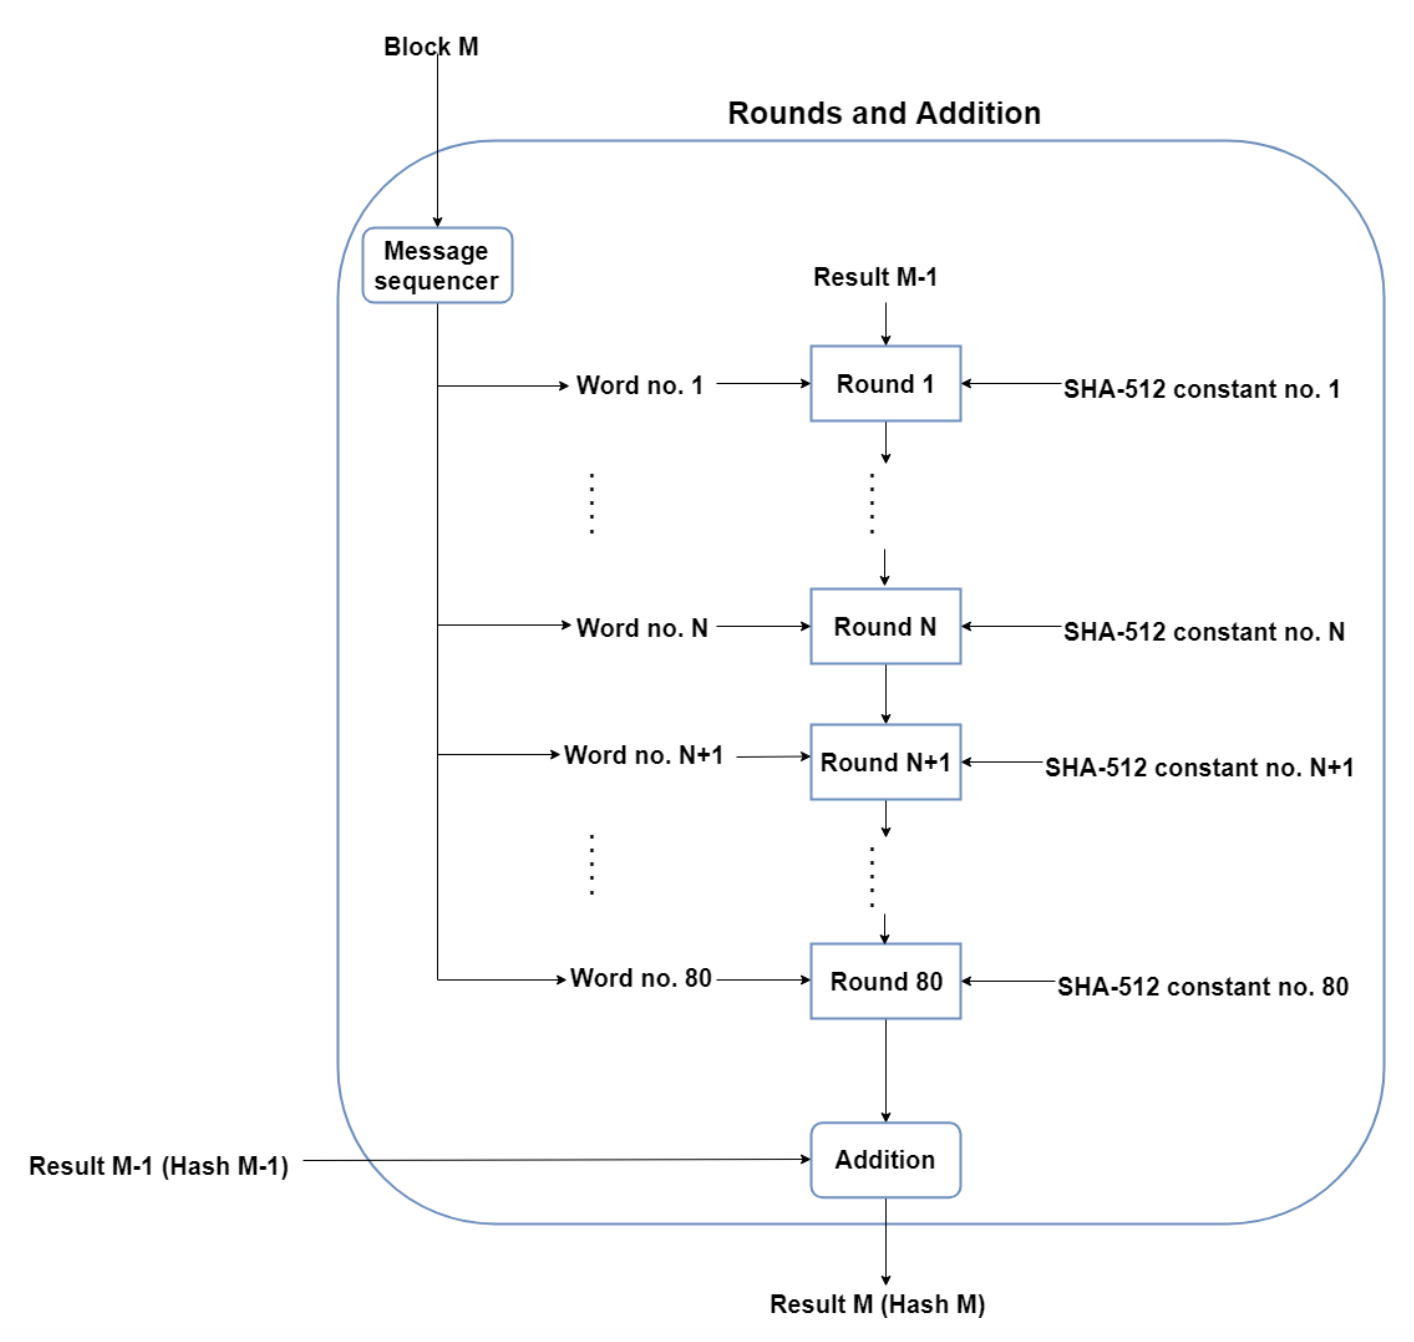 Block M
Rounds and Addition
Message
sequencer
Result M-1
Word no. 1
Round 1
SHA-512 constant no. 1
Word no. N
Round N
SHA-512 constant no. N
Word no. N+1
Round N+1
SHA-512 constant no. N+1
Word no. 80
Round 80
SHA-512 constant no. 80
Result M-1 (Hash M-1)
Addition
Result M (Hash M)